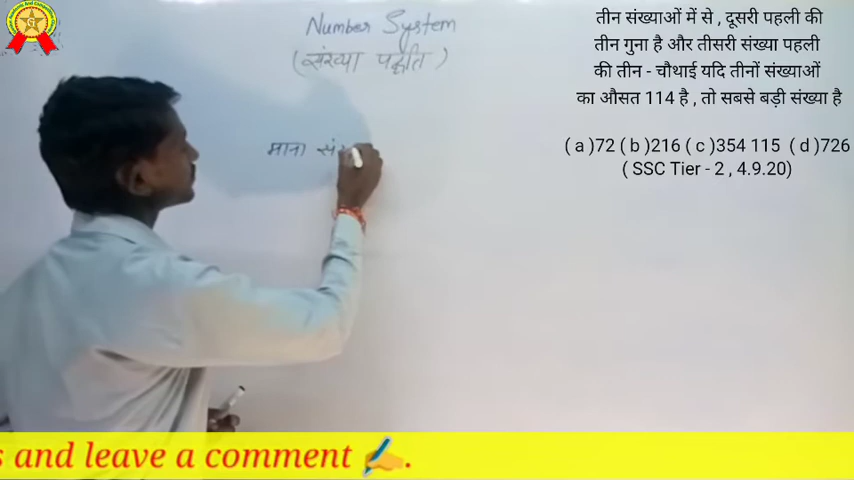 Number System
(संख्या पद्धति)
माना सं
तीन संख्याओं में से , दूसरी पहली की
तीन गुना है और तीसरी संख्या पहली
की तीन - चौथाई यदि तीनों संख्याओं
का औसत 114 है , तो सबसे बड़ी संख्या है
( a )72 ( b )216 ( c )354 115 ( d )726
( SSC Tier - 2 , 4.9.20)
s and leave a comment ✍️.